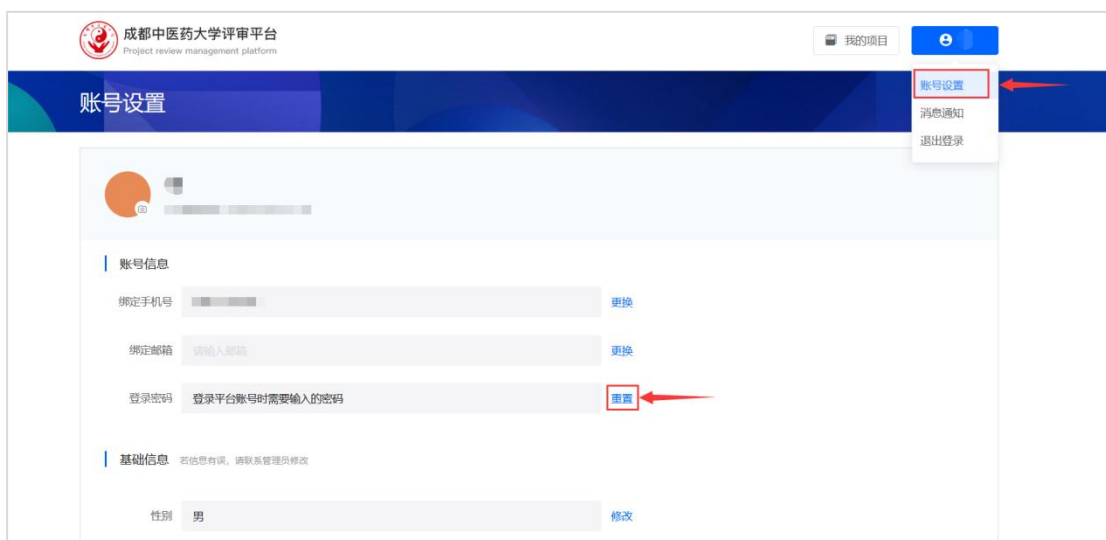 成都中医药大学评审平台
Project review management platform
我的项目
账号设置
账号设置
消息通知
退出登录
账号信息
绑定手机号
更换
绑定邮箱 请输入邮箱 更换
登录密码 登录平台账号时需要输入的密码 重置
基础信息 若信息有误，请联系管理员修改
性别 男 修改